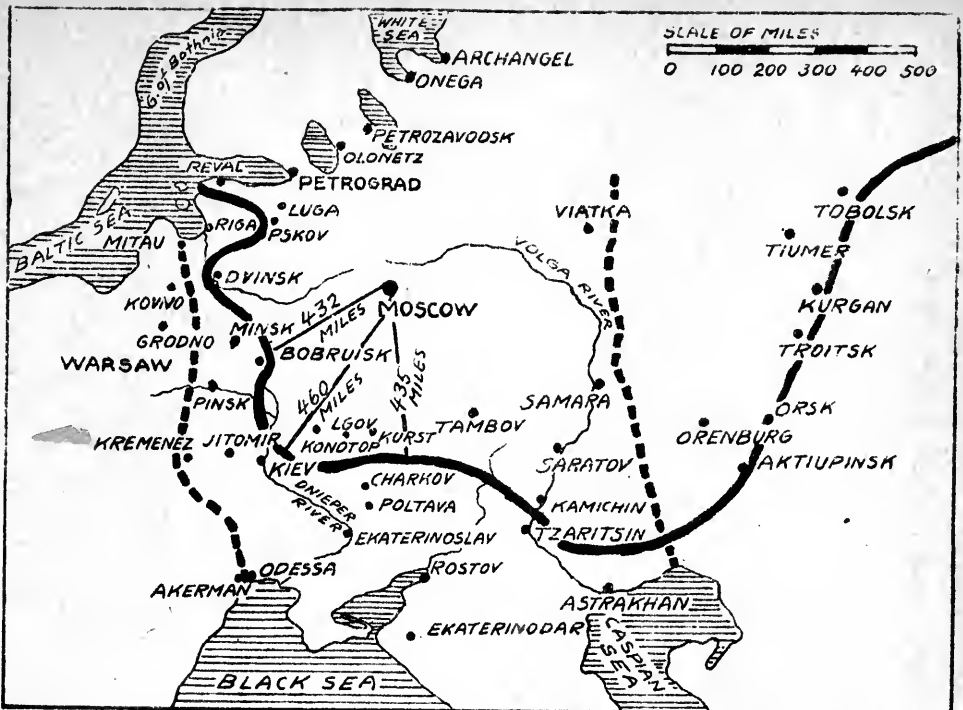 WHITE
SEA
SCALE OF MILES
0 100 200 300 400 500
G. of Bothnia
ARCHANGEL
ONEGA
PETROZAVODSK
OLONETZ
REVAL
PETROGRAD
LUGA
PSKOV
RIGA
BALTIC SEA
MITAU
VIATKA
TOBOLSK
TIUMER
VOLGA RIVER
DVINSK
MOSCOW
KOVIVO
432
MILES
MINSK
GRODNO
KURGAN
TROITSK
BOBRUISK
WARSAW
460
MILES
435
MILES
PINSK
SAMARA
ORSK
LGOV
KURST
TAMBOV
ORENBURG
KREMENEZ
JITOMIR
KONOTOP
KIEV
SARATOV
AKTIUPINSK
CHARKOV
DNIEPER
RIVER
POLTAVA
KAMICHIN
TZARITSIN
EKATERINOSLAV
ODESSA
AKERMAN
ROSTOV
ASTRAKHAN
EKATERINODAR
CASPIAN
SEA
BLACK SEA